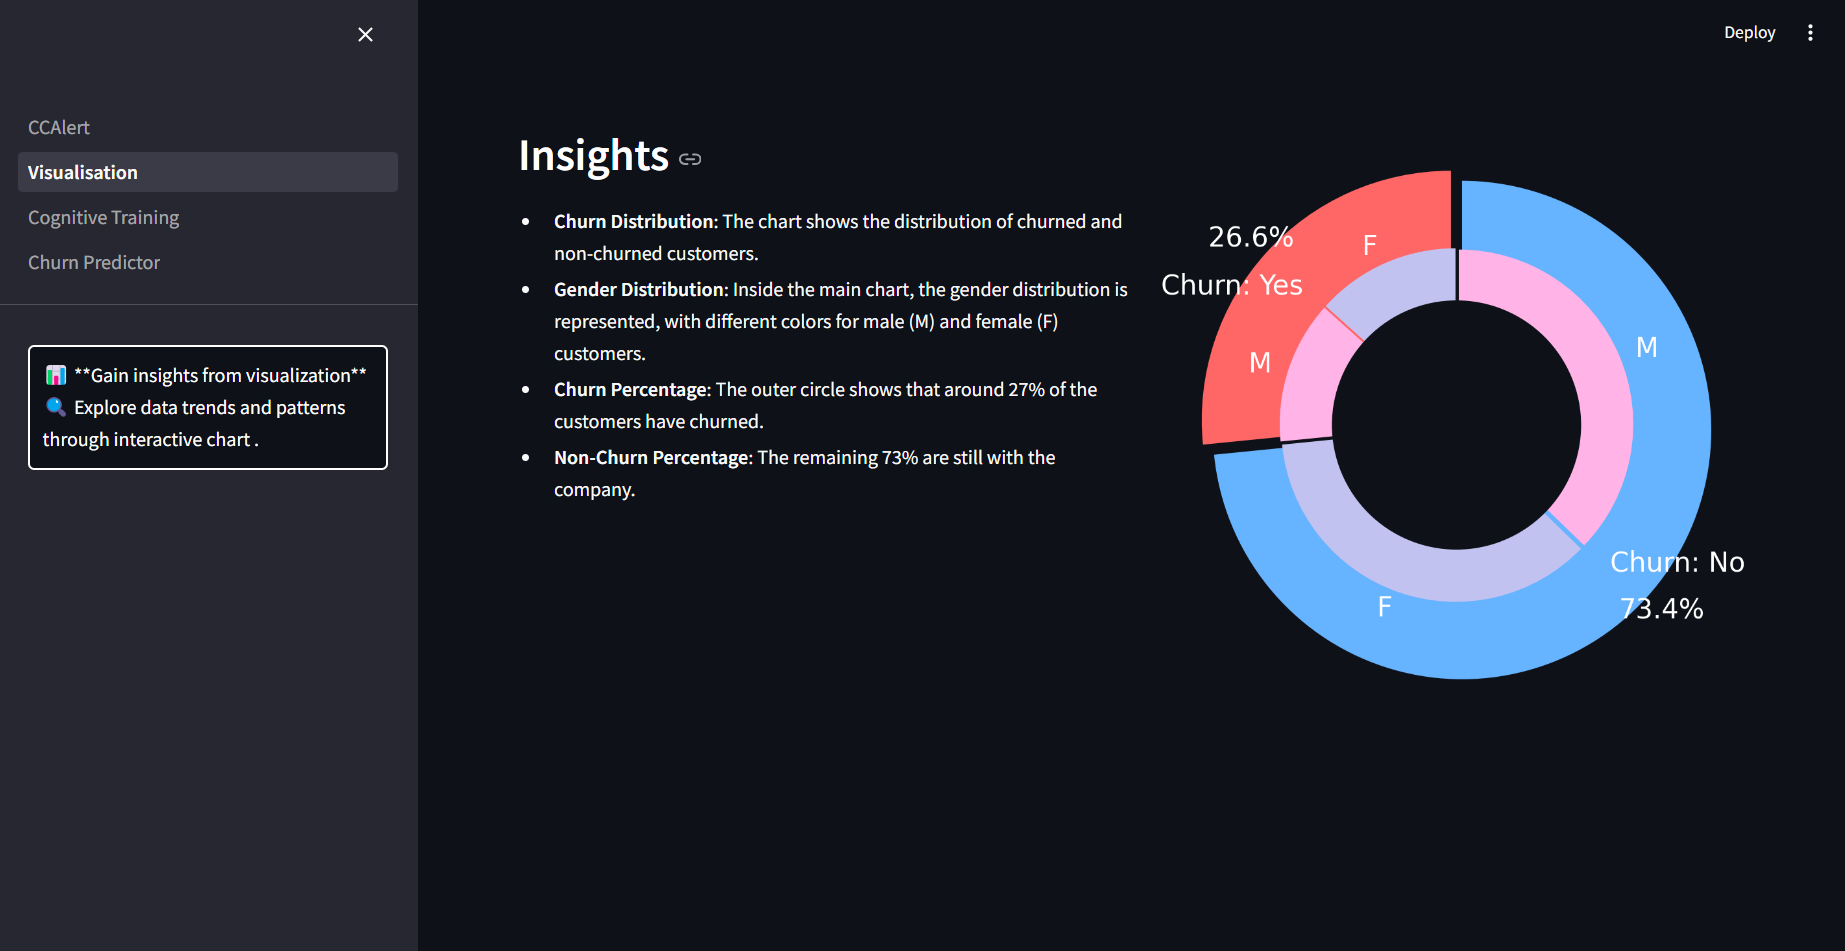 Deploy
CCAlert
Visualisation
Cognitive Training
Churn Predictor
📊 **Gain insights from visualization**
🔍 Explore data trends and patterns
through interactive chart .
Insights
• Churn Distribution: The chart shows the distribution of churned and
non-churned customers.
• Gender Distribution: Inside the main chart, the gender distribution is
represented, with different colors for male (M) and female (F)
customers.
• Churn Percentage: The outer circle shows that around 27% of the
customers have churned.
• Non-Churn Percentage: The remaining 73% are still with the
company.
26.6%
Churn: Yes
F
M
M
F
Churn: No
73.4%